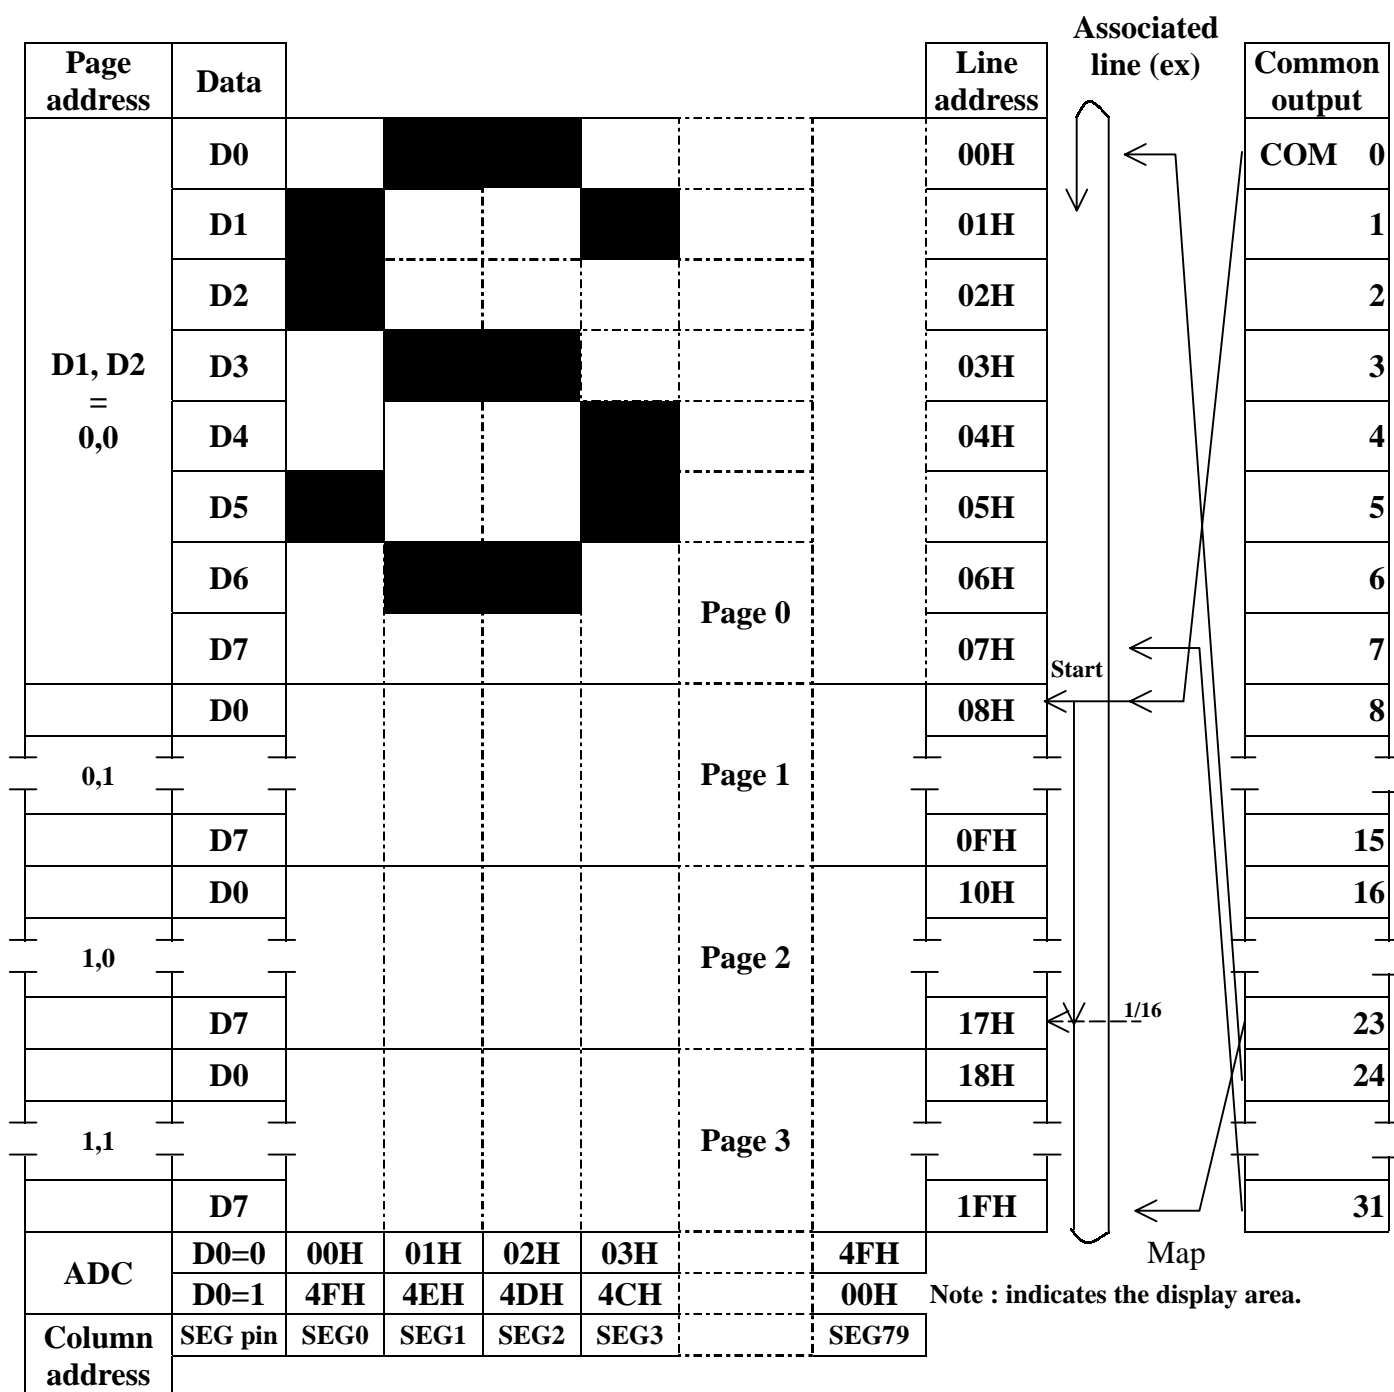 Associated
line (ex)
Page address Data Line address Common output
D0 00H COM 0
D1 01H 1
D2 02H 2
D1, D2
=
0,0
D3 03H 3
D4 04H 4
D5 05H 5
D6 06H 6
Page 0
D7 07H 7
Start
D0 08H 8
0,1 Page 1
D7 0FH 15
D0 10H 16
1,0 Page 2
D7 17H 1/16 23
D0 18H 24
1,1 Page 3
D7 1FH 31
ADC D0=0 00H 01H 02H 03H 4FH Map
D0=1 4FH 4EH 4DH 4CH 00H Note : indicates the display area.
Column address SEG pin SEG0 SEG1 SEG2 SEG3 SEG79